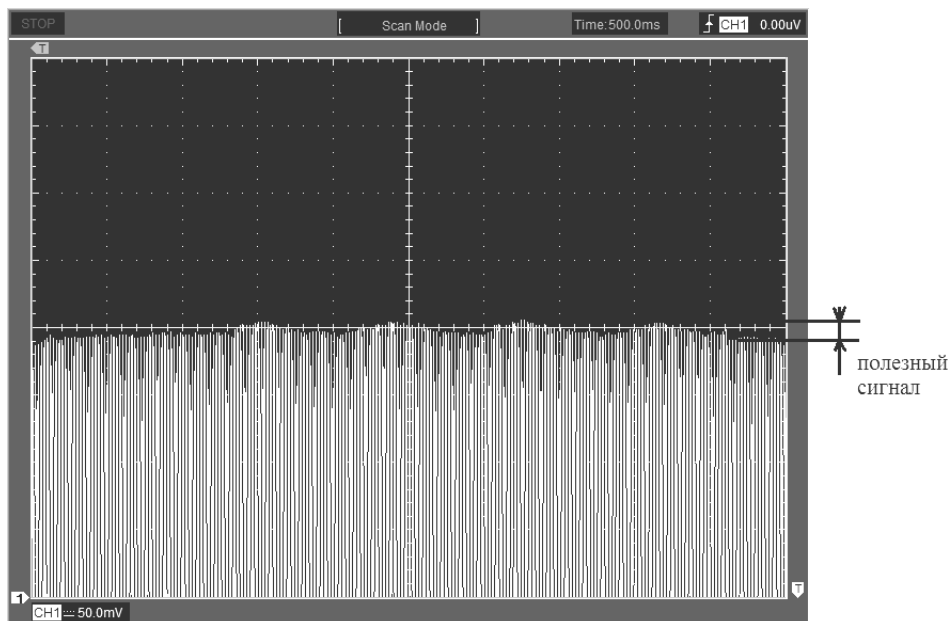 STOP
[ Scan Mode ]
Time:500.0ms
CH1 0.00uV
T
полезный
сигнал
1
T
CH1 50.0mV